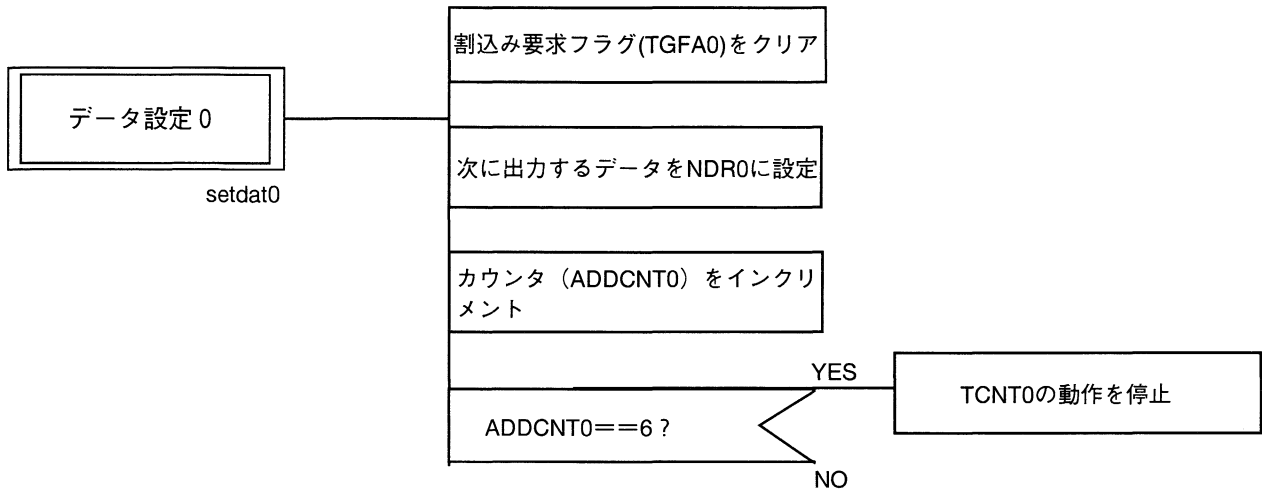 割込み要求フラグ(TGFA0)をクリア
データ設定 0
setdat0
次に出力するデータをNDR0に設定
カウンタ（ADDCNT0）をインクリ
メント
YES
TCNT0の動作を停止
ADDCNT0==6？
NO